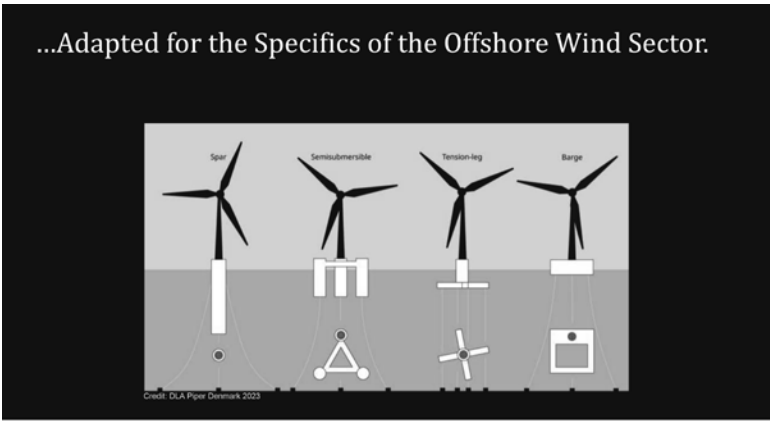 ...Adapted for the Specifics of the Offshore Wind Sector.
Spar
Semisubmersible
Tension-leg
Barge
Credit: DLA Piper Denmark 2023